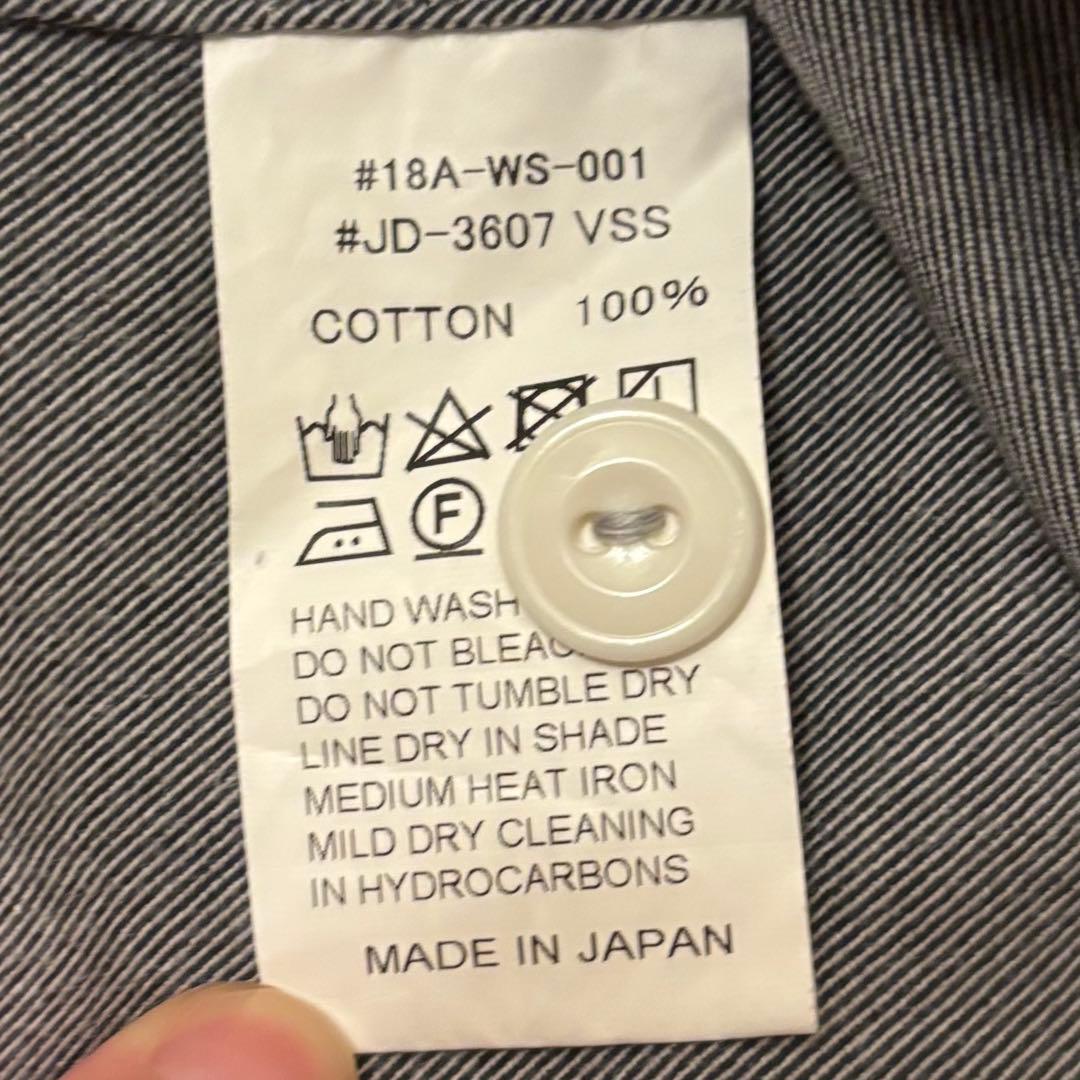 #18A-WS-001
#JD-3607 VSS
COTTON 100%
F
HAND WASH
DO NOT
DO NOT TUMBLE DRY
LINE DRY IN SHADE
MEDIUM HEAT IRON
MILD DRY CLEANING
IN HYDROCARBONS
MADE IN JAPAN